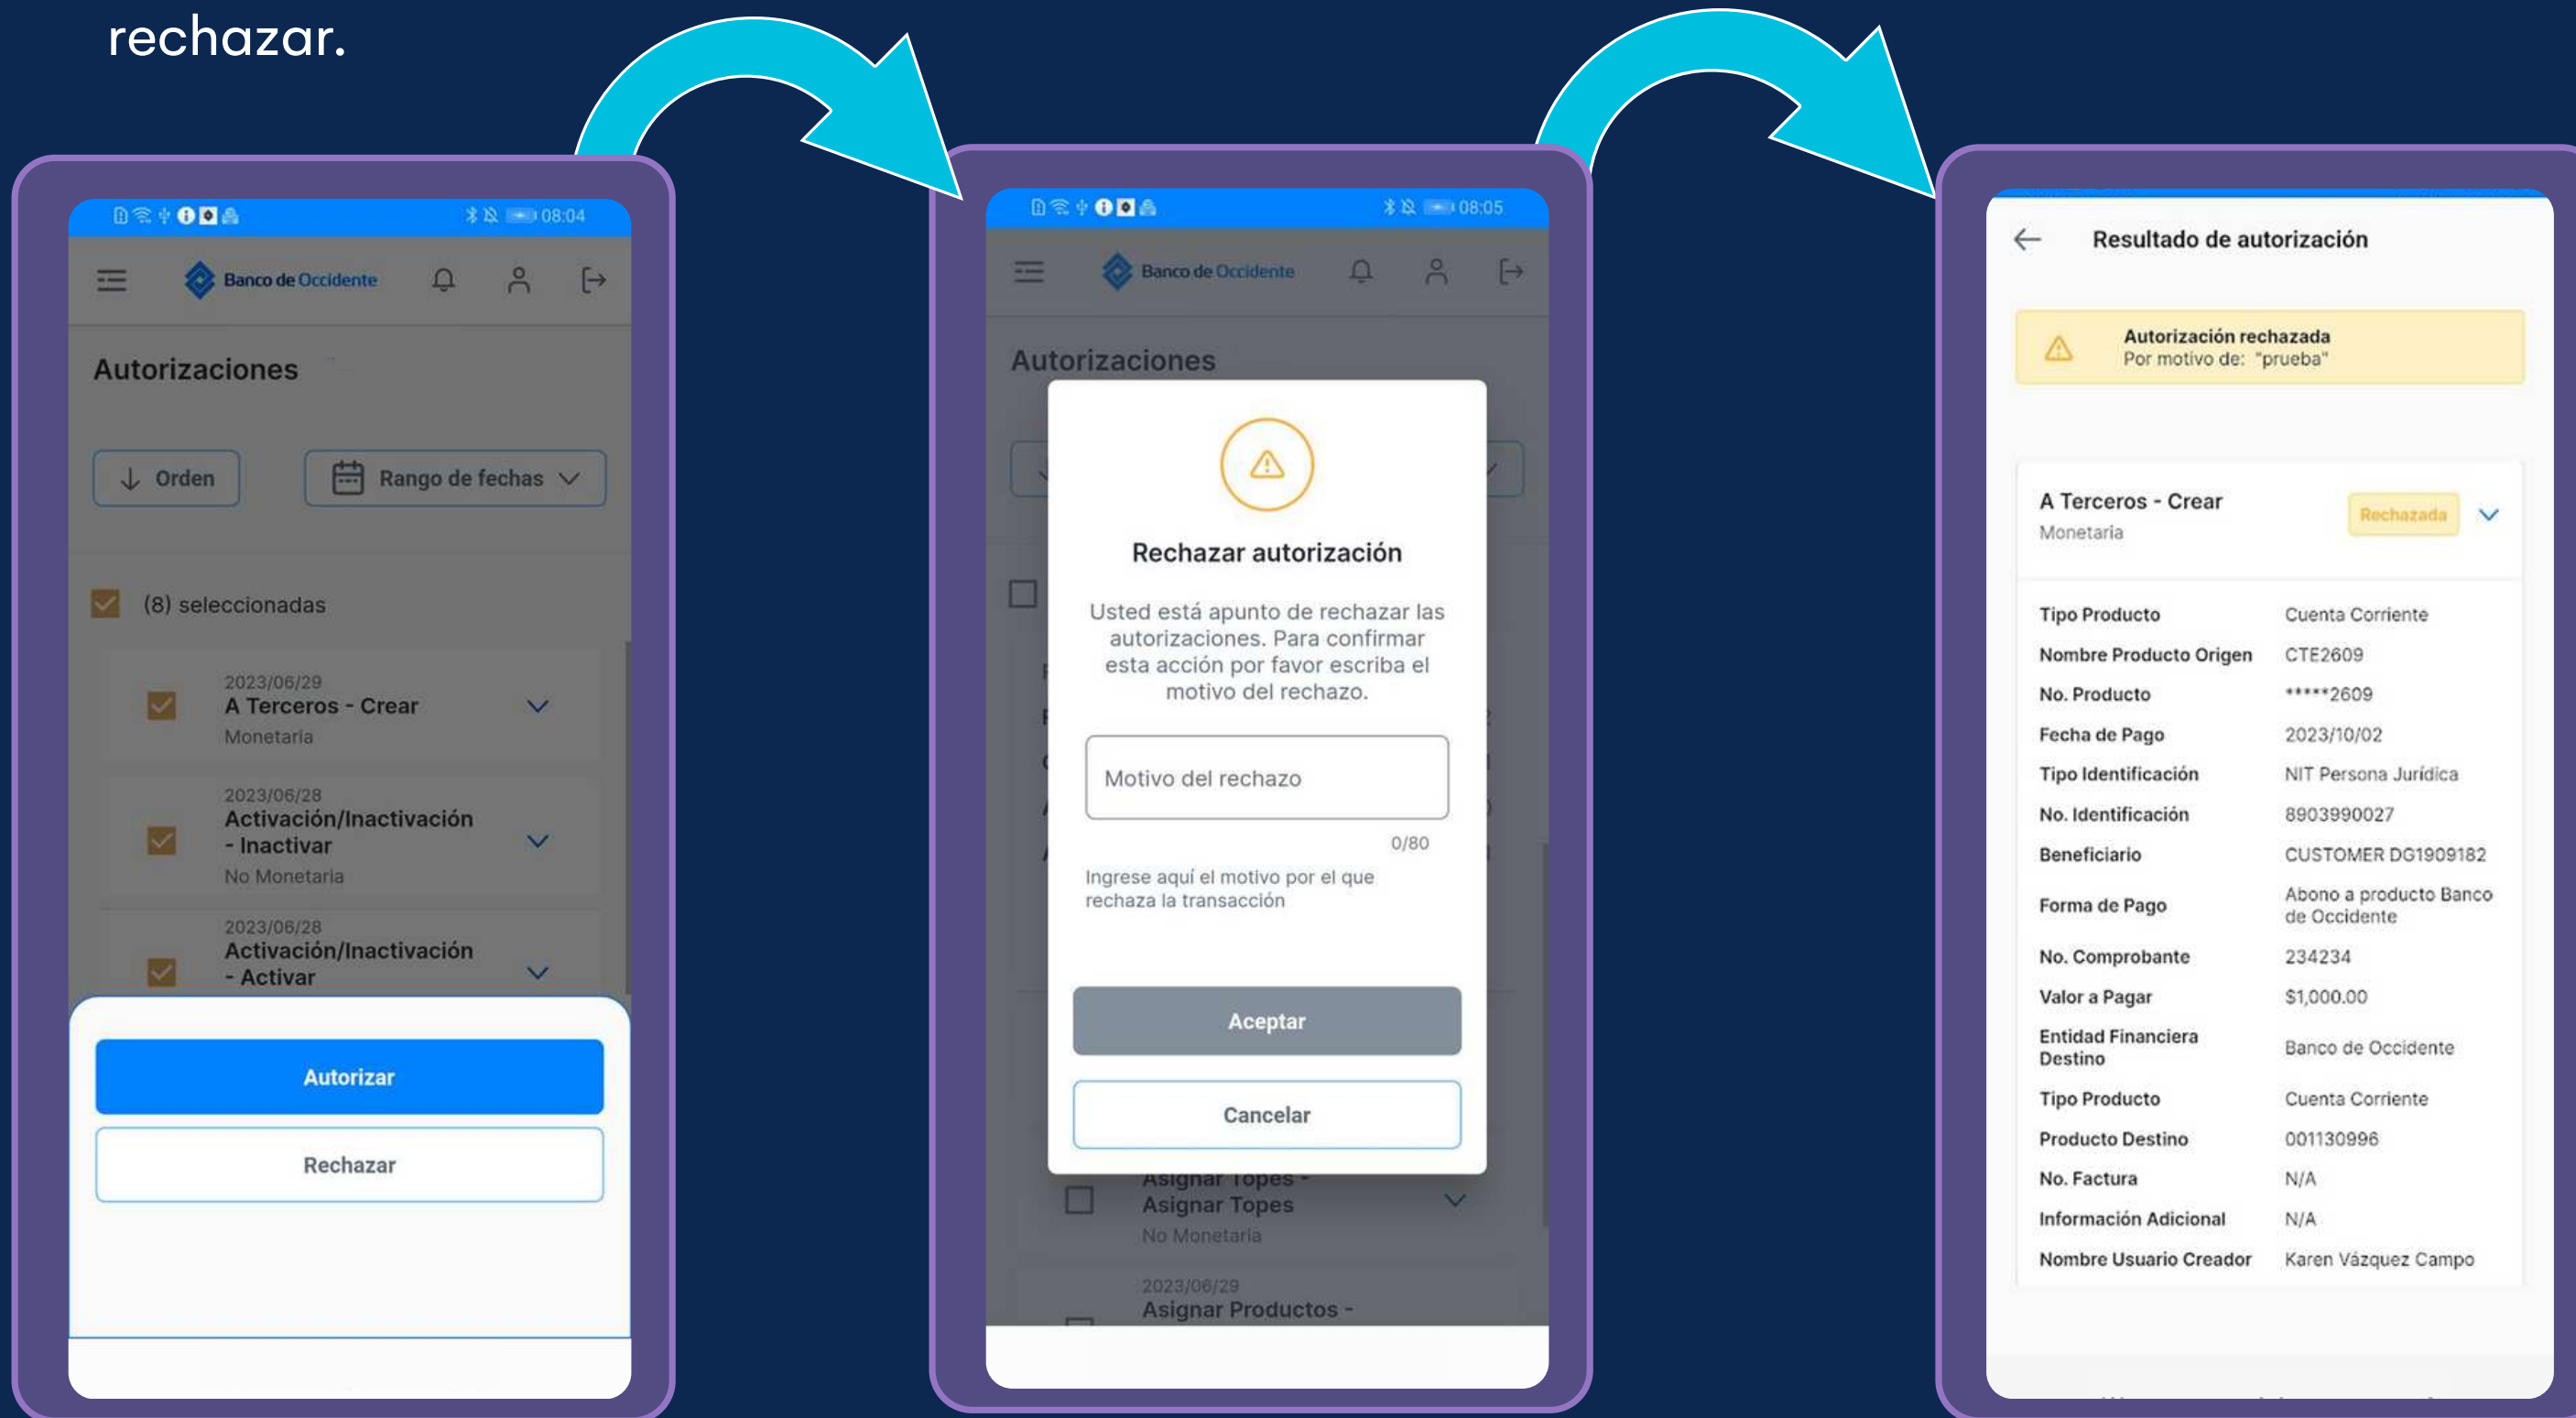 rechazar.
08:04
Banco de Occidente
Autorizaciones
Orden
Rango de fechas
(8) seleccionadas
2023/06/29
A Terceros - Crear
Monetaria
2023/06/28
Activación/Inactivación
- Inactivar
No Monetaria
2023/06/28
Activación/Inactivación
- Activar
Autorizar
Rechazar
08:05
Banco de Occidente
Autorizaciones
Rechazar autorización
Usted está apunto de rechazar las
autorizaciones. Para confirmar
esta acción por favor escriba el
motivo del rechazo.
Motivo del rechazo
0/80
Ingrese aquí el motivo por el que
rechaza la transacción
Aceptar
Cancelar
Asignar Topes -
Asignar Topes
No Monetaria
2023/06/29
Asignar Productos -
Resultado de autorización
Autorización rechazada
Por motivo de: "prueba"
A Terceros - Crear
Rechazada
Monetaria
Tipo Producto Cuenta Corriente
Nombre Producto Origen CTE2609
No. Producto *****2609
Fecha de Pago 2023/10/02
Tipo Identificación NIT Persona Jurídica
No. Identificación 8903990027
Beneficiario CUSTOMER DG1909182
Forma de Pago Abono a producto Banco
de Occidente
No. Comprobante 234234
Valor a Pagar $1,000.00
Entidad Financiera
Destino Banco de Occidente
Tipo Producto Cuenta Corriente
Producto Destino 001130996
No. Factura N/A
Información Adicional N/A
Nombre Usuario Creador Karen Vázquez Campo